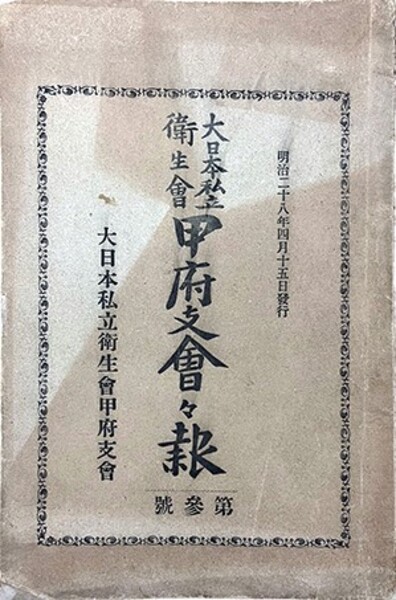 明治二十八年四月十五日發行
大日本私立
衛生會
甲府支會々報
第參號
大日本私立衛生會甲府支會